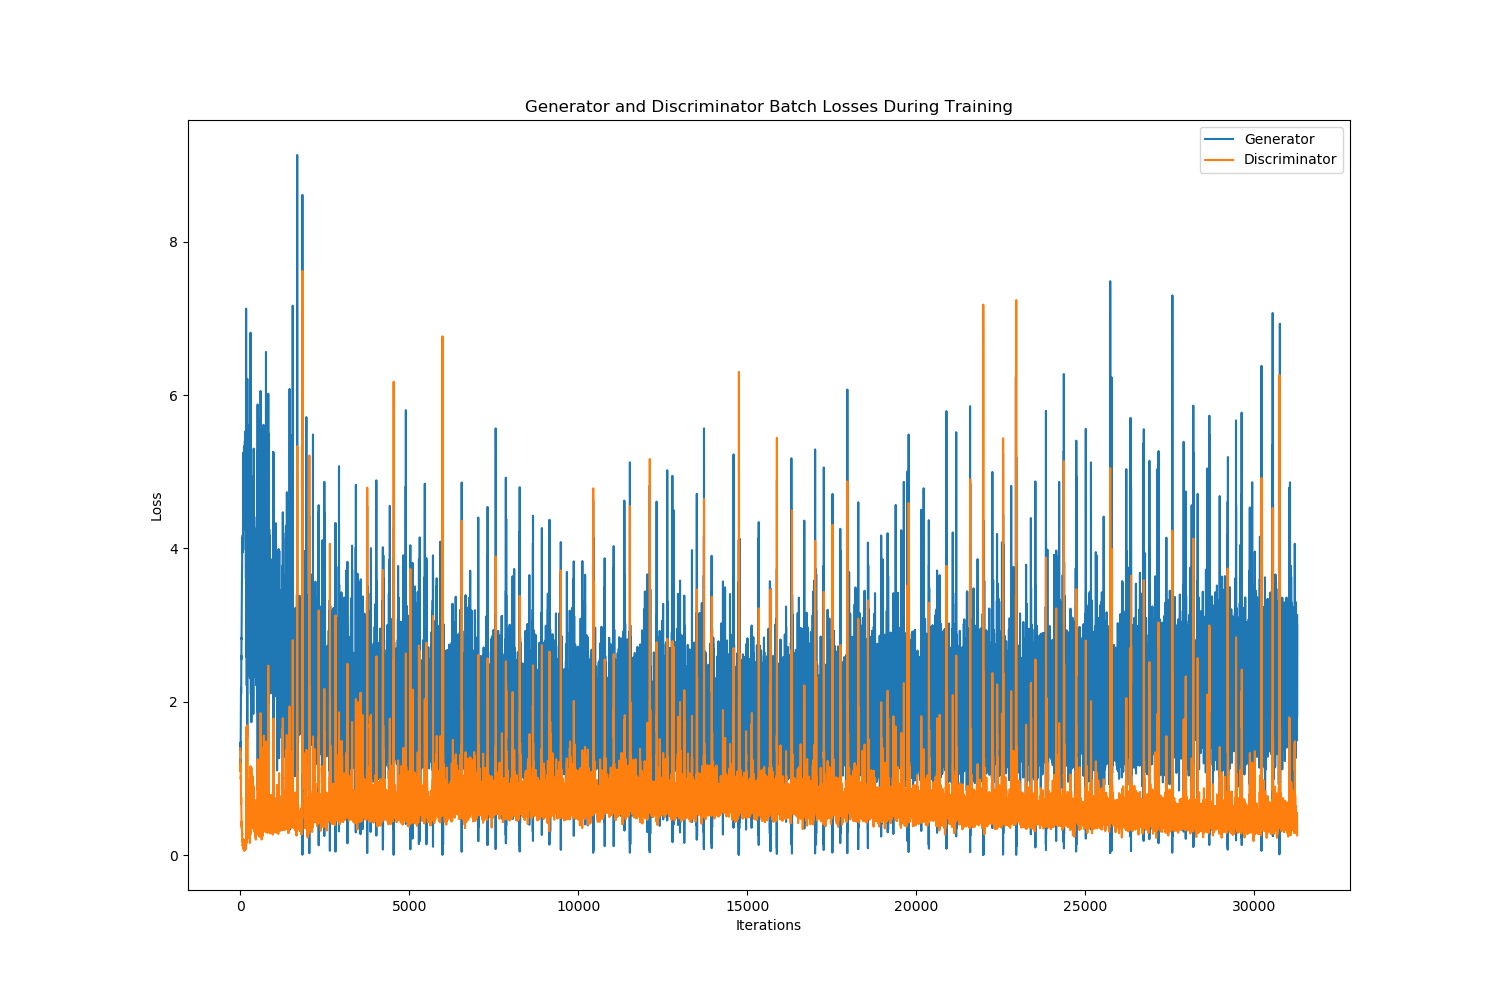 Generator and Discriminator Batch Losses During Training
Generator
Discriminator
8
6
4
2
0
Loss
0 5000 10000 15000 20000 25000 30000
Iterations